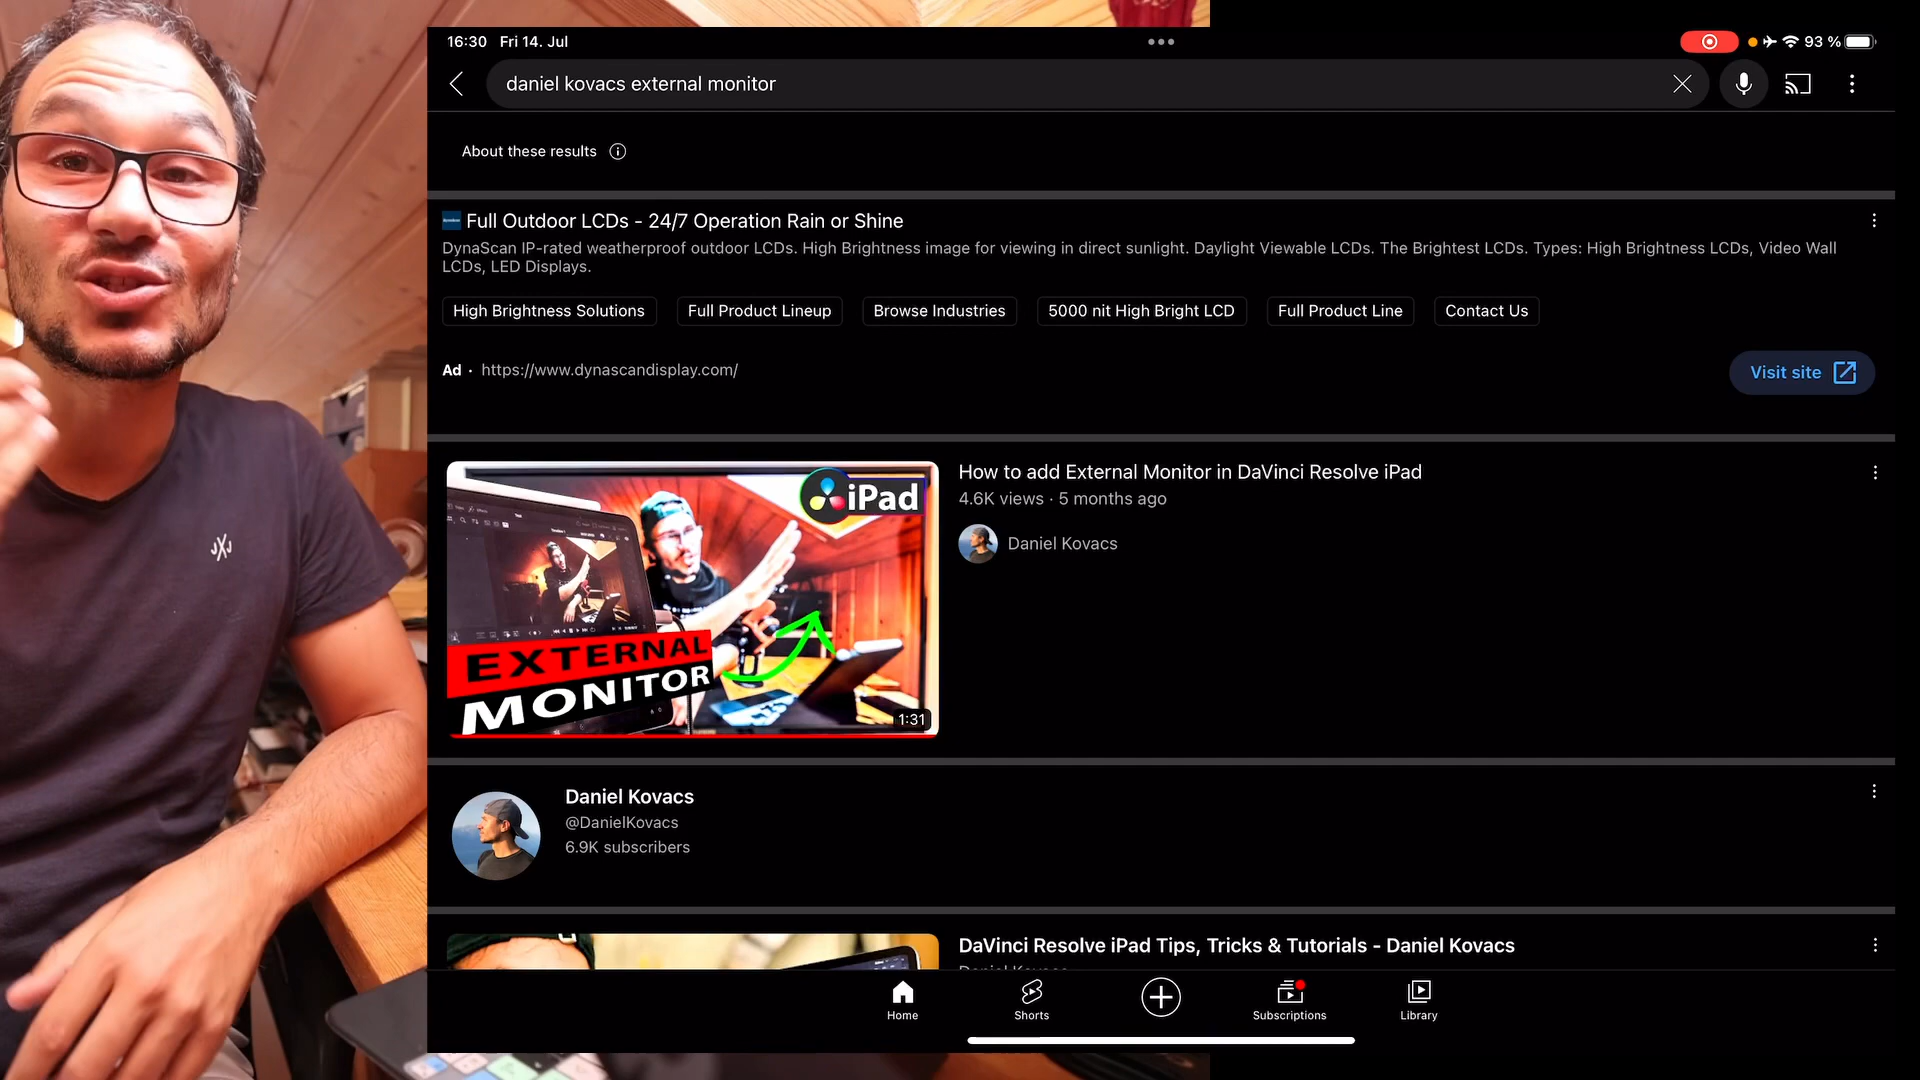 16:30 Fri 14. Jul
93 %
daniel kovacs external monitor
About these results
Full Outdoor LCDs - 24/7 Operation Rain or Shine
DynaScan IP-rated weatherproof outdoor LCDs. High Brightness image for viewing in direct sunlight. Daylight Viewable LCDs. The Brightest LCDs. Types: High Brightness LCDs, Video Wall
LCDs, LED Displays.
High Brightness Solutions
Full Product Lineup
Browse Industries
5000 nit High Bright LCD
Full Product Line
Contact Us
Ad · https://www.dynascandisplay.com/
Visit site
iPad
EXTERNAL
MONITOR
1:31
How to add External Monitor in DaVinci Resolve iPad
4.6K views · 5 months ago
Daniel Kovacs
Daniel Kovacs
@DanielKovacs
6.9K subscribers
DaVinci Resolve iPad Tips, Tricks & Tutorials - Daniel Kovacs
Daniel Kovacs
Home
Shorts
Subscriptions
Library